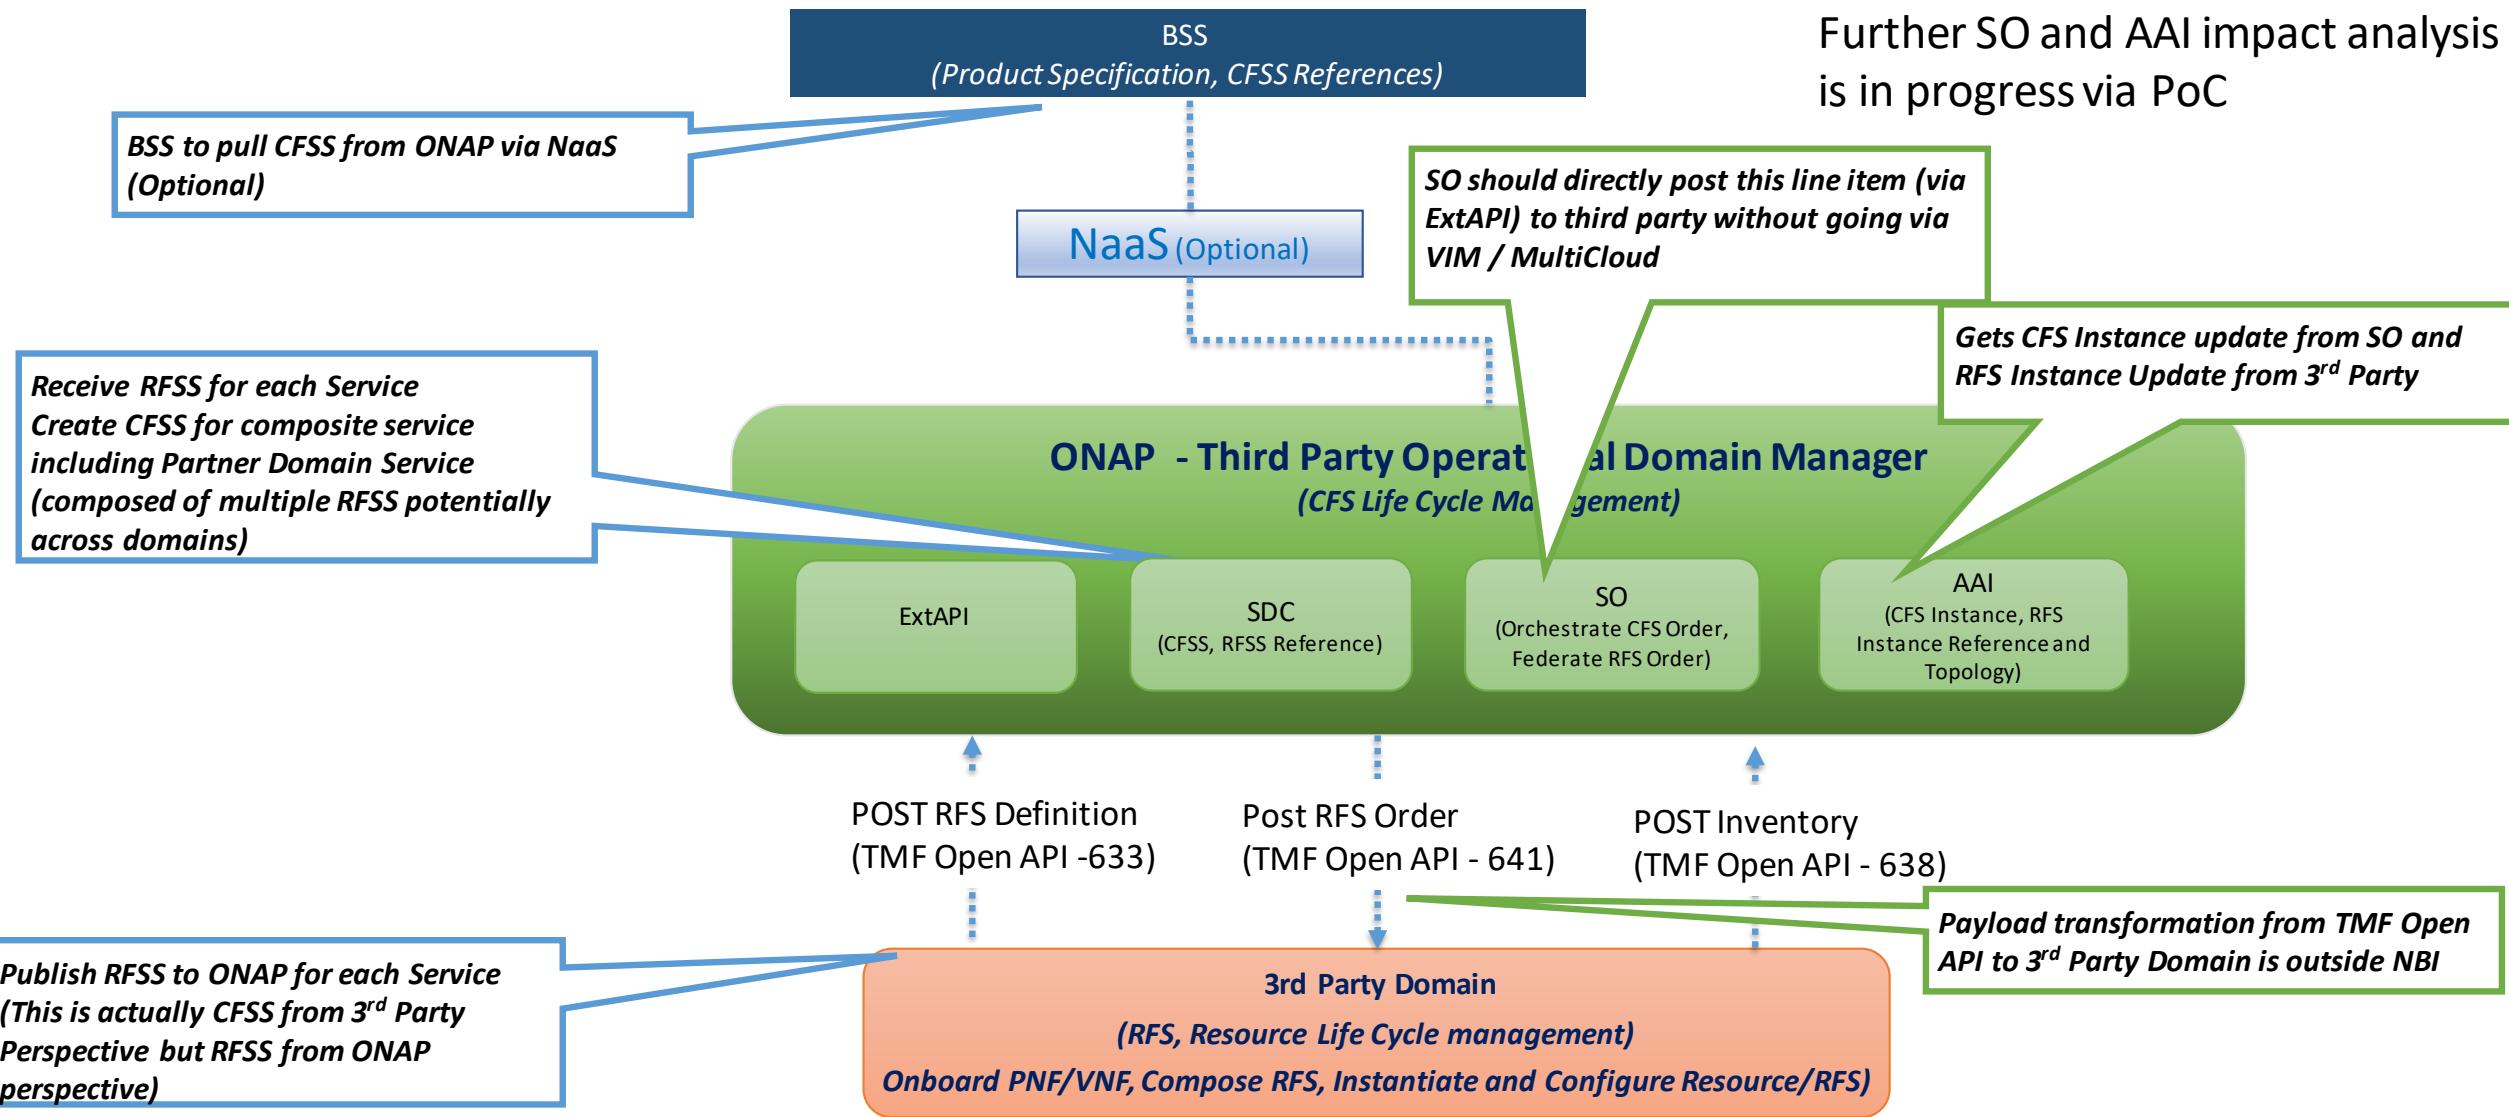 BSS
(Product Specification, CFSS References)
Further SO and AAI impact analysis
is in progress via PoC
BSS to pull CFSS from ONAP via NaaS
(Optional)
NaaS (Optional)
SO should directly post this line item (via
ExtAPI) to third party without going via
VIM / MultiCloud
Gets CFS Instance update from SO and
RFS Instance Update from 3rd Party
Receive RFSS for each Service
Create CFSS for composite service
including Partner Domain Service
(composed of multiple RFSS potentially
across domains)
ONAP - Third Party Operat al Domain Manager
(CFS Life Cycle Ma gement)
ExtAPI
SDC
(CFSS, RFSS Reference)
SO
(Orchestrate CFS Order,
Federate RFS Order)
AAI
(CFS Instance, RFS
Instance Reference and
Topology)
POST RFS Definition
(TMF Open API -633)
Post RFS Order
(TMF Open API - 641)
POST Inventory
(TMF Open API - 638)
Payload transformation from TMF Open
API to 3rd Party Domain is outside NBI
Publish RFSS to ONAP for each Service
(This is actually CFSS from 3rd Party
Perspective but RFSS from ONAP
perspective)
3rd Party Domain
(RFS, Resource Life Cycle management)
Onboard PNF/VNF, Compose RFS, Instantiate and Configure Resource/RFS)